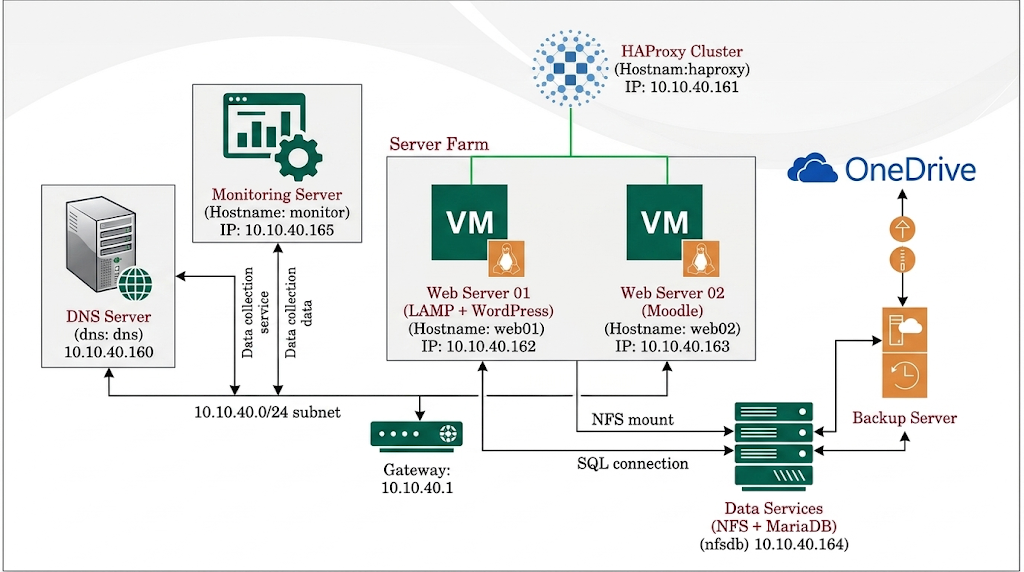 HAProxy Cluster
(Hostnam:haproxy)
IP: 10.10.40.161
Server Farm
OneDrive
Monitoring Server
(Hostname: monitor)
IP: 10.10.40.165
VM
VM
DNS Server
(dns: dns)
10.10.40.160
Data collection
service
Data collection
data
Web Server 01
(LAMP + WordPress)
(Hostname: web01)
IP: 10.10.40.162
Web Server 02
(Moodle)
(Hostname: web02)
IP: 10.10.40.163
10.10.40.0/24 subnet
Gateway:
10.10.40.1
NFS mount
SQL connection
Backup Server
Data Services
(NFS + MariaDB)
(nfsdb) 10.10.40.164)